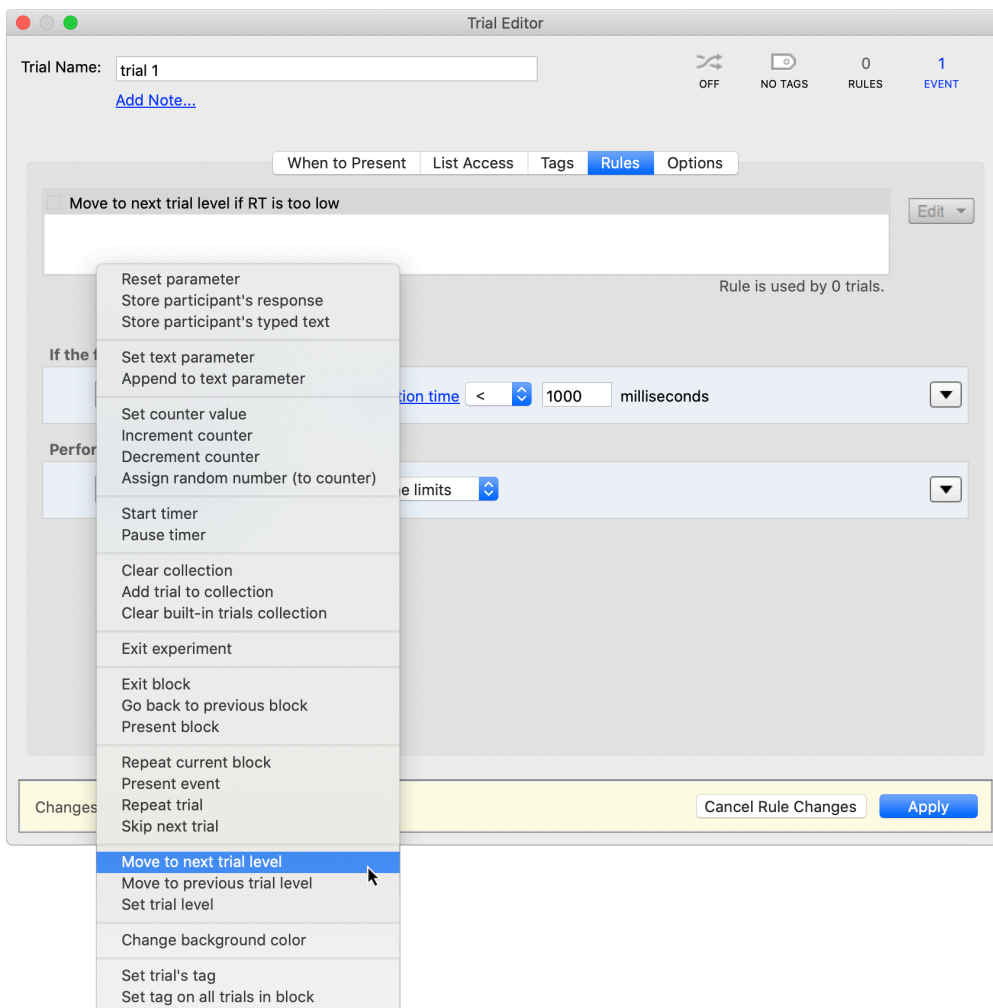 Trial Editor
Trial Name: trial 1
Add Note...
OFF NO TAGS 0 RULES 1 EVENT
When to Present List Access Tags Rules Options
Move to next trial level if RT is too low
Edit
Rule is used by 0 trials.
If the
tion time < 1000 milliseconds
Perfor
e limits
Reset parameter
Store participant's response
Store participant's typed text
Set text parameter
Append to text parameter
Set counter value
Increment counter
Decrement counter
Assign random number (to counter)
Start timer
Pause timer
Clear collection
Add trial to collection
Clear built-in trials collection
Exit experiment
Exit block
Go back to previous block
Present block
Repeat current block
Present event
Repeat trial
Skip next trial
Move to next trial level
Move to previous trial level
Set trial level
Change background color
Set trial's tag
Set tag on all trials in block
Changes
Cancel Rule Changes Apply